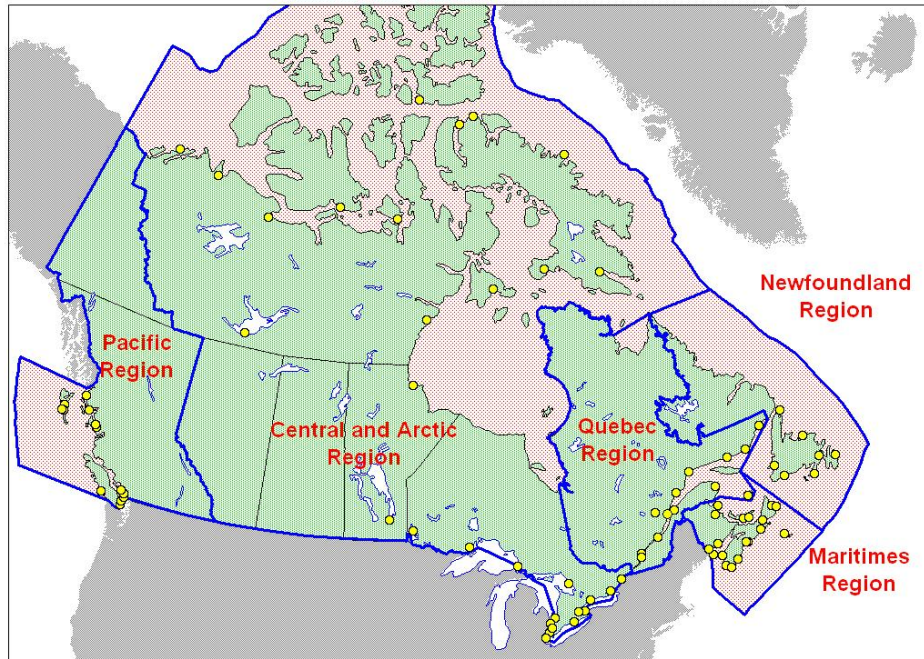 Newfoundland
Region
Pacific
Region
Central and Arctic
Region
Quebec
Region
Maritimes
Region